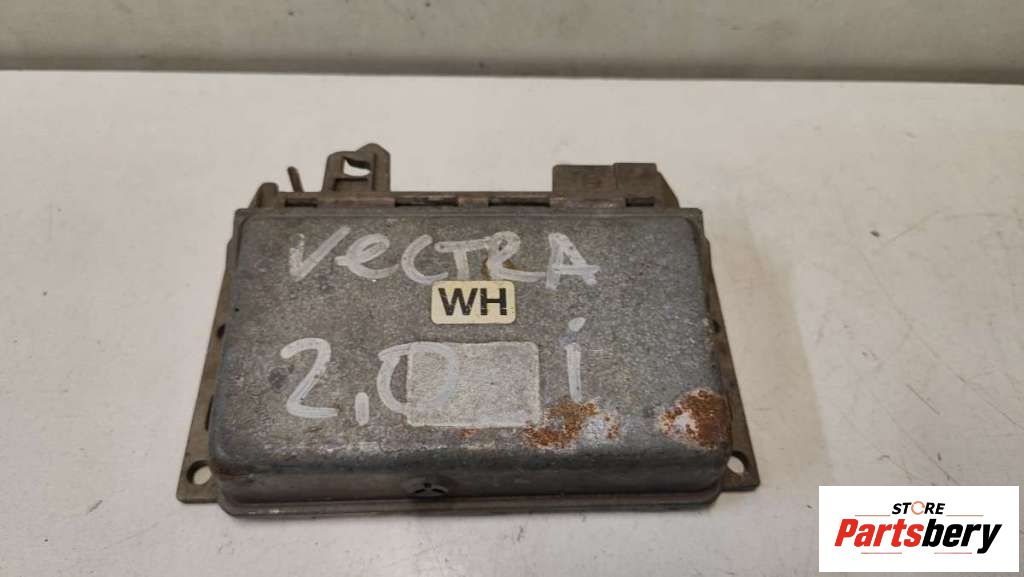 VeCTRA
WH
2,0 i
STORE
Partsbery